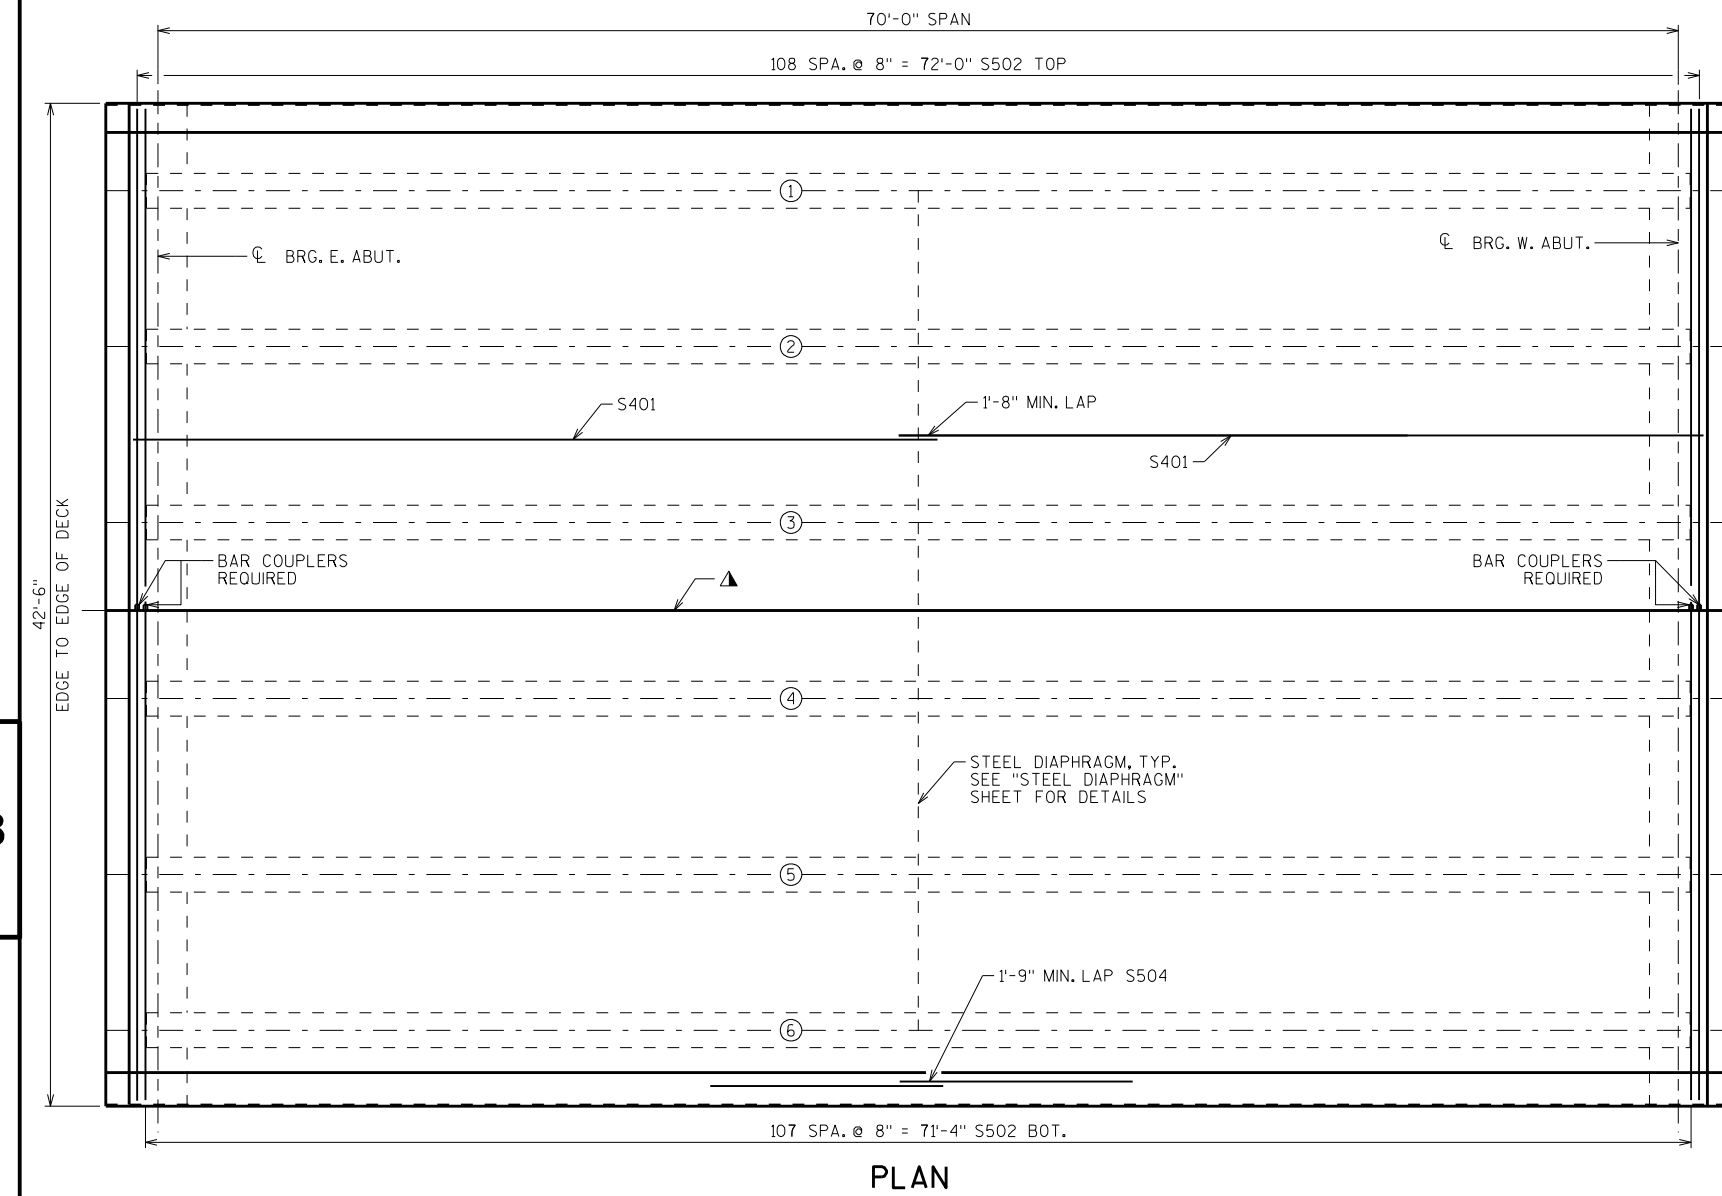 70'-0" SPAN
108 SPA. @ 8" = 72'-0" S502 TOP
1
℄ BRG. E. ABUT.
℄ BRG. W. ABUT.
2
S401
1'-8" MIN. LAP
S401
3
BAR COUPLERS
REQUIRED
BAR COUPLERS
REQUIRED
42'-6"
EDGE TO EDGE OF DECK
4
STEEL DIAPHRAGM, TYP.
SEE "STEEL DIAPHRAGM"
SHEET FOR DETAILS
5
1'-9" MIN. LAP S504
6
107 SPA. @ 8" = 71'-4" S502 BOT.
PLAN